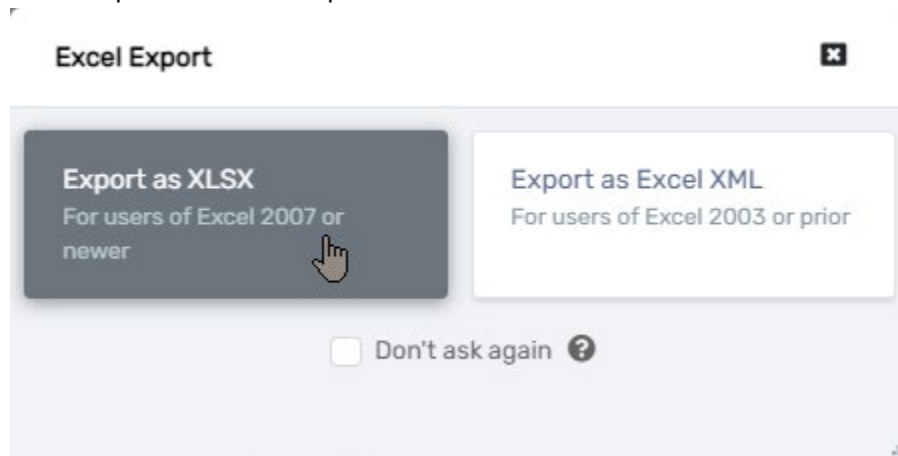 Excel Export
Export as XLSX
For users of Excel 2007 or
newer
Export as Excel XML
For users of Excel 2003 or prior
Don't ask again